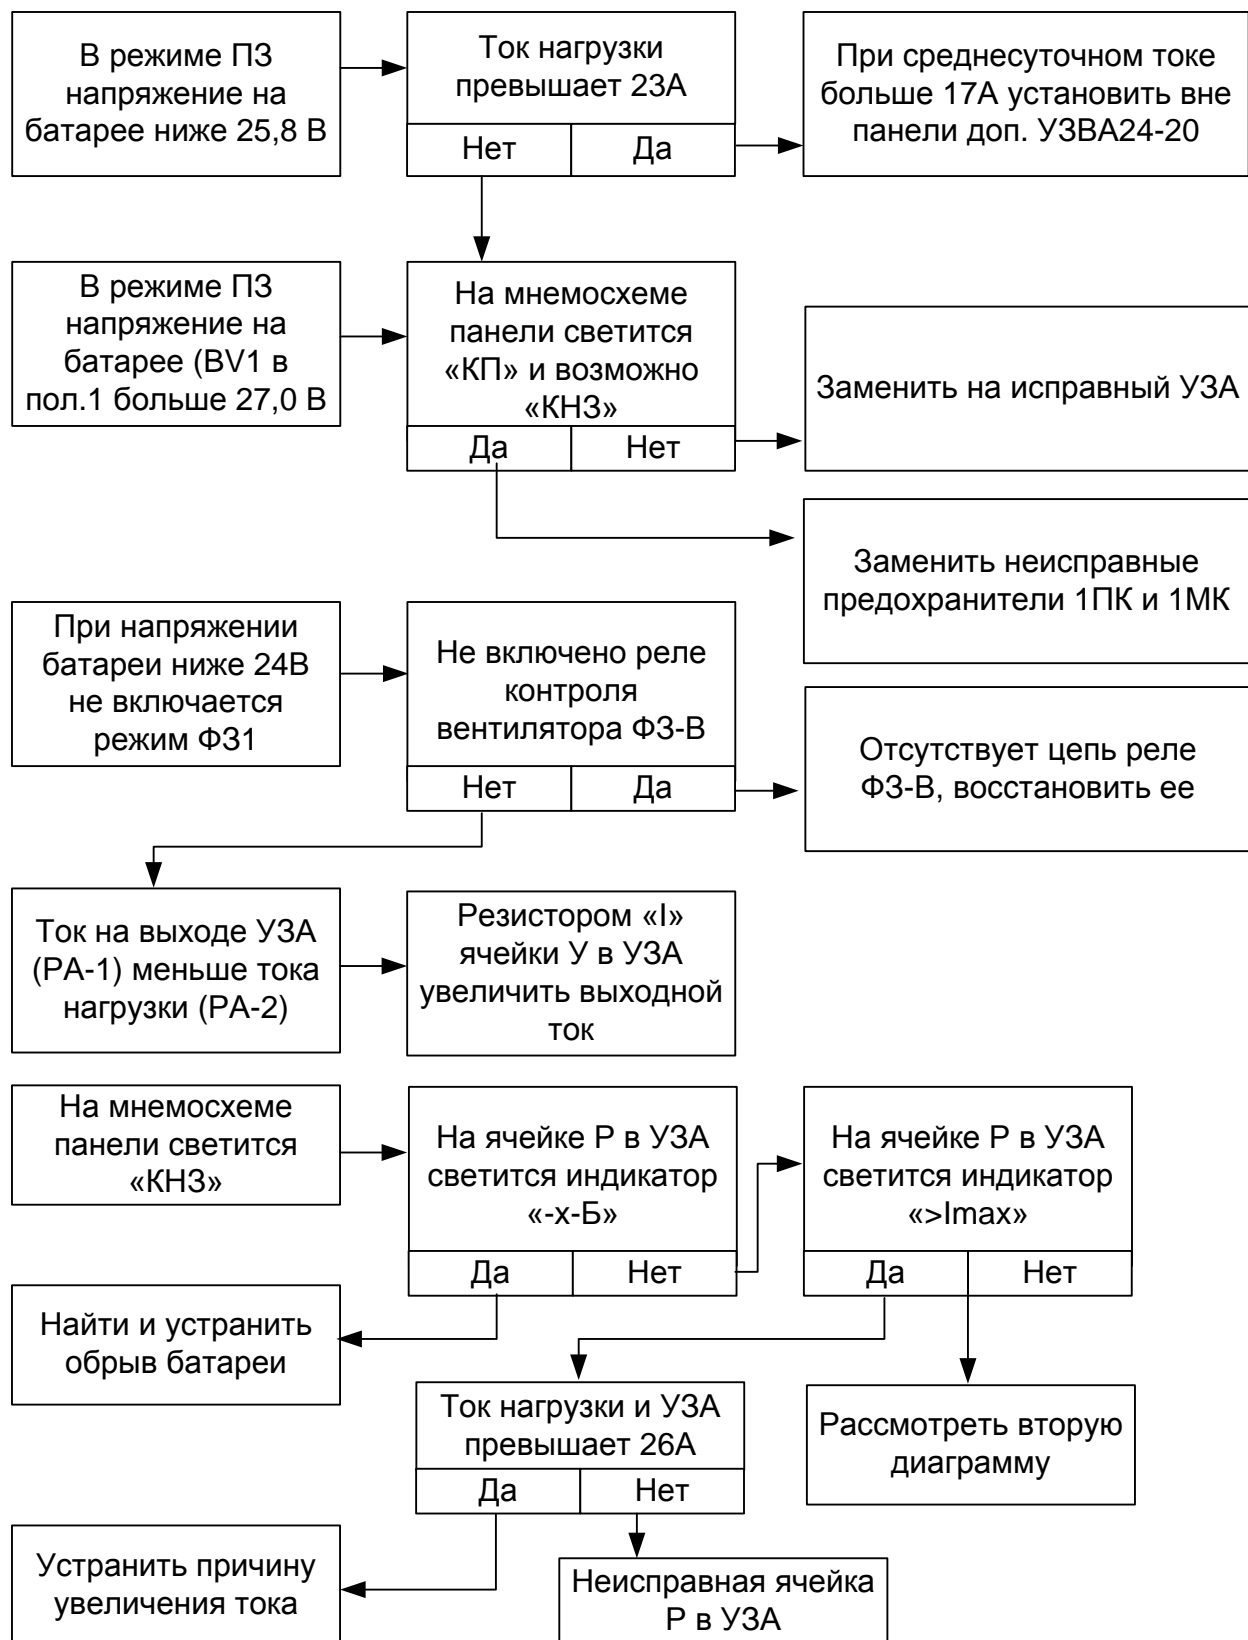 В режиме ПЗ
напряжение на
батарее ниже 25,8 В
Ток нагрузки
превышает 23А
Нет
Да
При среднесуточном токе
больше 17А установить вне
панели доп. УЗВА24-20
В режиме ПЗ
напряжение на
батарее (BV1 в
пол.1 больше 27,0 В
На мнемосхеме
панели светится
«КП» и возможно
«КНЗ»
Да
Нет
Заменить на исправный УЗА
Заменить неисправные
предохранители 1ПК и 1МК
При напряжении
батареи ниже 24В
не включается
режим ФЗ1
Не включено реле
контроля
вентилятора ФЗ-В
Нет
Да
Отсутствует цепь реле
ФЗ-В, восстановить ее
Ток на выходе УЗА
(РА-1) меньше тока
нагрузки (РА-2)
Резистором «I»
ячейки У в УЗА
увеличить выходной
ток
На мнемосхеме
панели светится
«КНЗ»
На ячейке Р в УЗА
светится индикатор
«-х-Б»
Да
Нет
На ячейке Р в УЗА
светится индикатор
«>Imax»
Да
Нет
Найти и устранить
обрыв батареи
Ток нагрузки и УЗА
превышает 26А
Да
Нет
Рассмотреть вторую
диаграмму
Устранить причину
увеличения тока
Неисправная ячейка
Р в УЗА